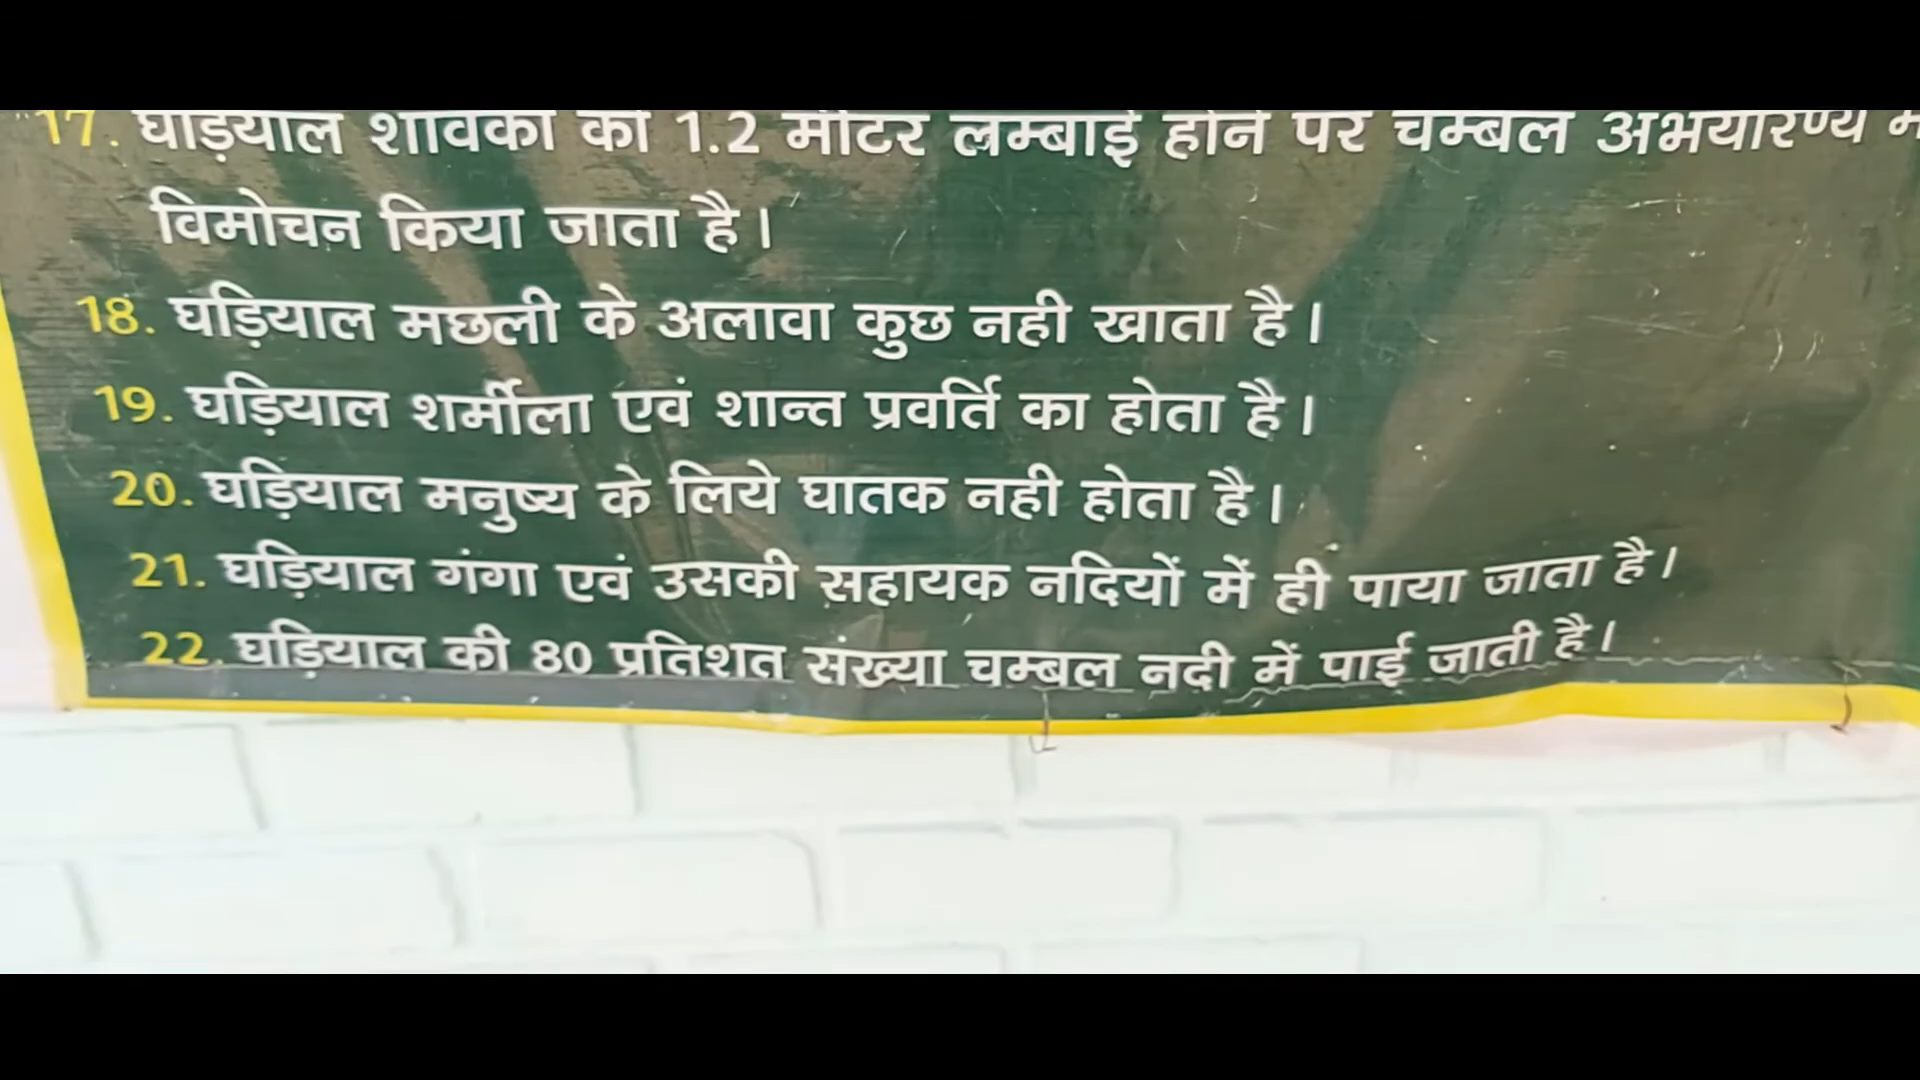 17. घड़ियाल शावकों को 1.2 मीटर लम्बाई होने पर चम्बल अभयारण्य में
विमोचन किया जाता है।
18. घड़ियाल मछली के अलावा कुछ नही खाता है।
19. घड़ियाल शर्मीला एवं शान्त प्रवर्ति का होता है।
20. घड़ियाल मनुष्य के लिये घातक नही होता है।
21. घड़ियाल गंगा एवं उसकी सहायक नदियों में ही पाया जाता है।
22. घड़ियाल की 80 प्रतिशत सख्या चम्बल नदी में पाई जाती है।